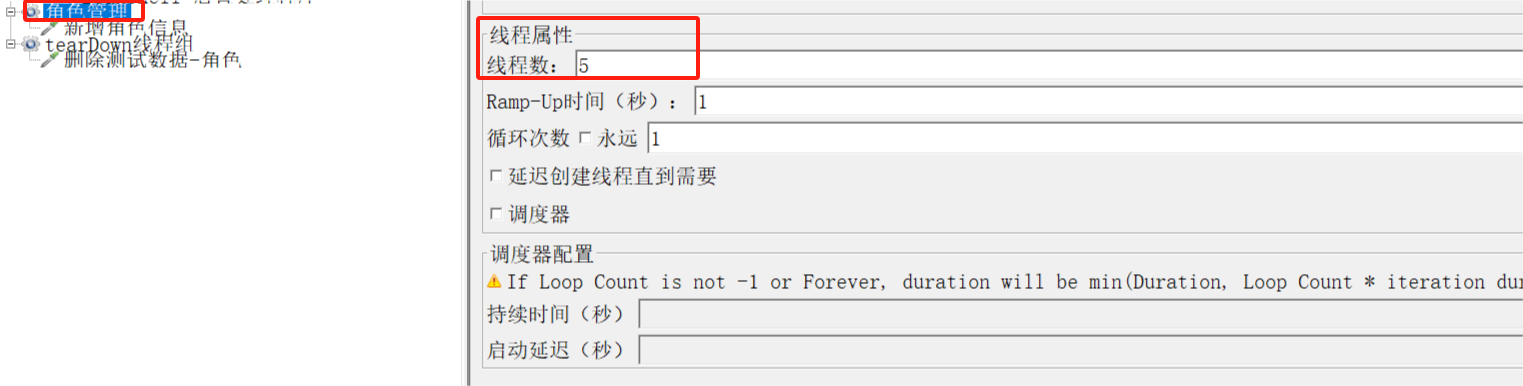 角色管理
新增角色信息
tearDown线程组
删除测试数据-角色
线程属性
线程数： 5
Ramp-Up时间（秒）： 1
循环次数 永远 1
延迟创建线程直到需要
调度器
调度器配置
If Loop Count is not -1 or Forever, duration will be min(Duration, Loop Count * iteration
持续时间（秒）
启动延迟（秒）